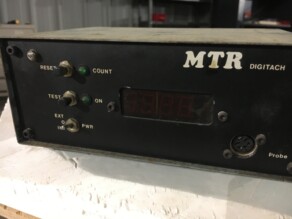 MTR DIGITACH
RESET COUNT
TEST ON
EXT
PWR
Probe